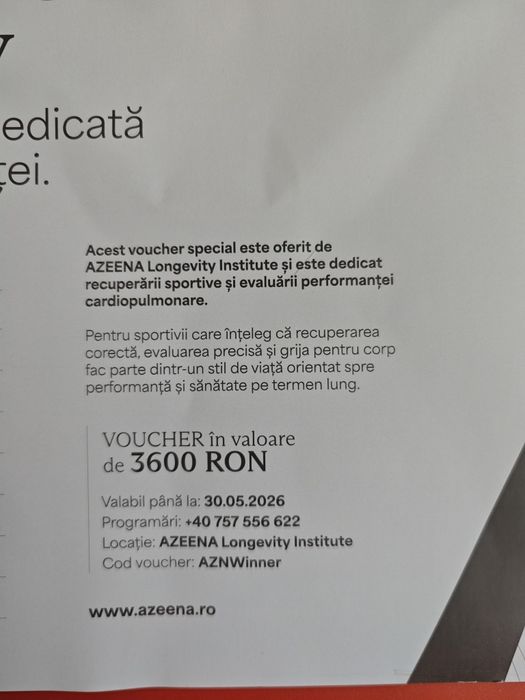 y
edicată
ței.
Acest voucher special este oferit de
AZEENA Longevity Institute și este dedicat
recuperării sportive și evaluării performanței
cardiopulmonare.
Pentru sportivii care înțeleg că recuperarea
corectă, evaluarea precisă și grija pentru corp
fac parte dintr-un stil de viață orientat spre
performanță și sănătate pe termen lung.
VOUCHER în valoare
de 3600 RON
Valabil până la: 30.05.2026
Programări: +40 757 556 622
Locație: AZEENA Longevity Institute
Cod voucher: AZNWinner
www.azeena.ro